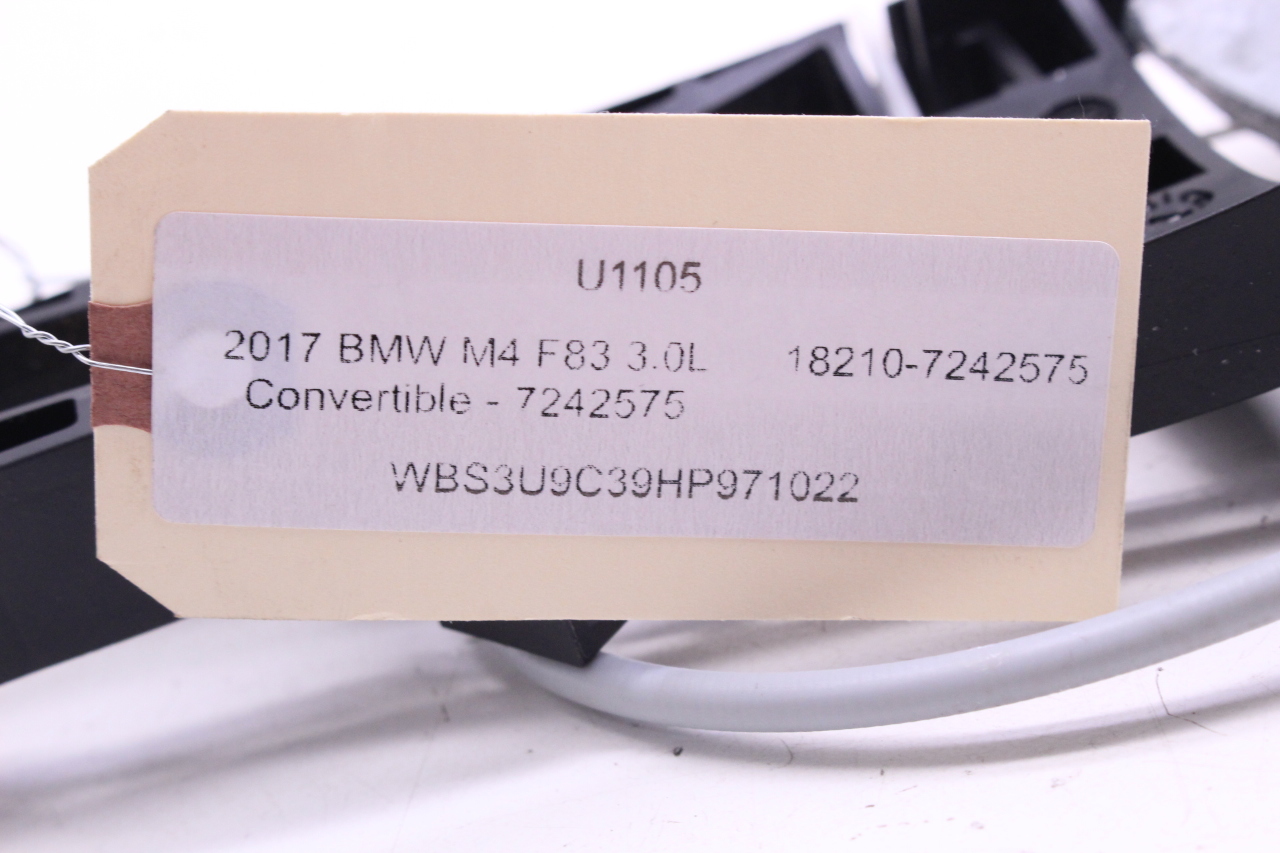 U1105
2017 BMW M4 F83 3.0L 18210-7242575
Convertible - 7242575
WBS3U9C39HP971022